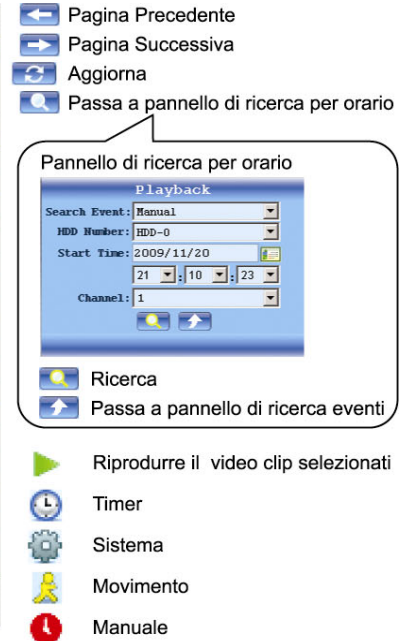 Pagina Precedente
Pagina Successiva
Aggiorna
Passa a pannello di ricerca per orario
Pannello di ricerca per orario
Playback
Search Event: Manual
HDD Number: HDD-0
Start Time: 2009/11/20
21 : 10 : 23
Channel: 1
Ricerca
Passa a pannello di ricerca eventi
Riprodurre il video clip selezionati
Timer
Sistema
Movimento
Manuale